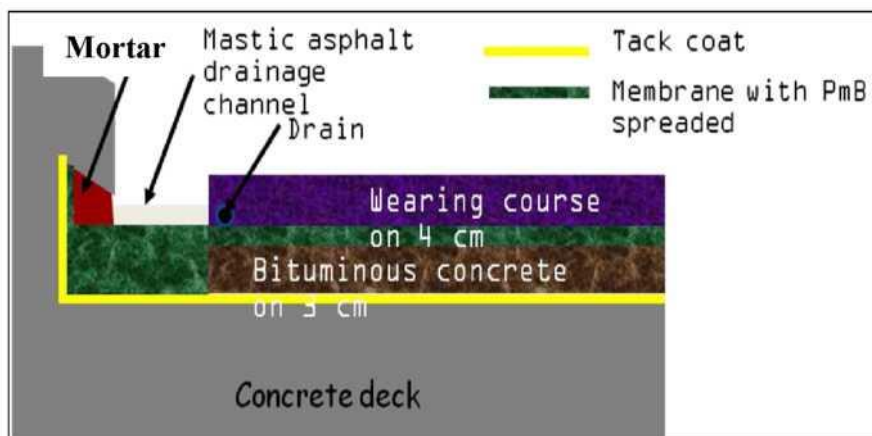 Mortar
Mastic asphalt
drainage
channel
Drain
Tack coat
Membrane with PmB
spreaded
Wearing course
on 4 cm
Bituminous concrete
on 3 cm
Concrete deck